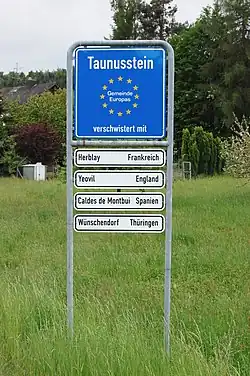 Taunusstein
Gemeinde
Europas
verschwistert mit
Herblay Frankreich
Yeovil England
Caldes de Montbui Spanien
Wünschendorf Thüringen